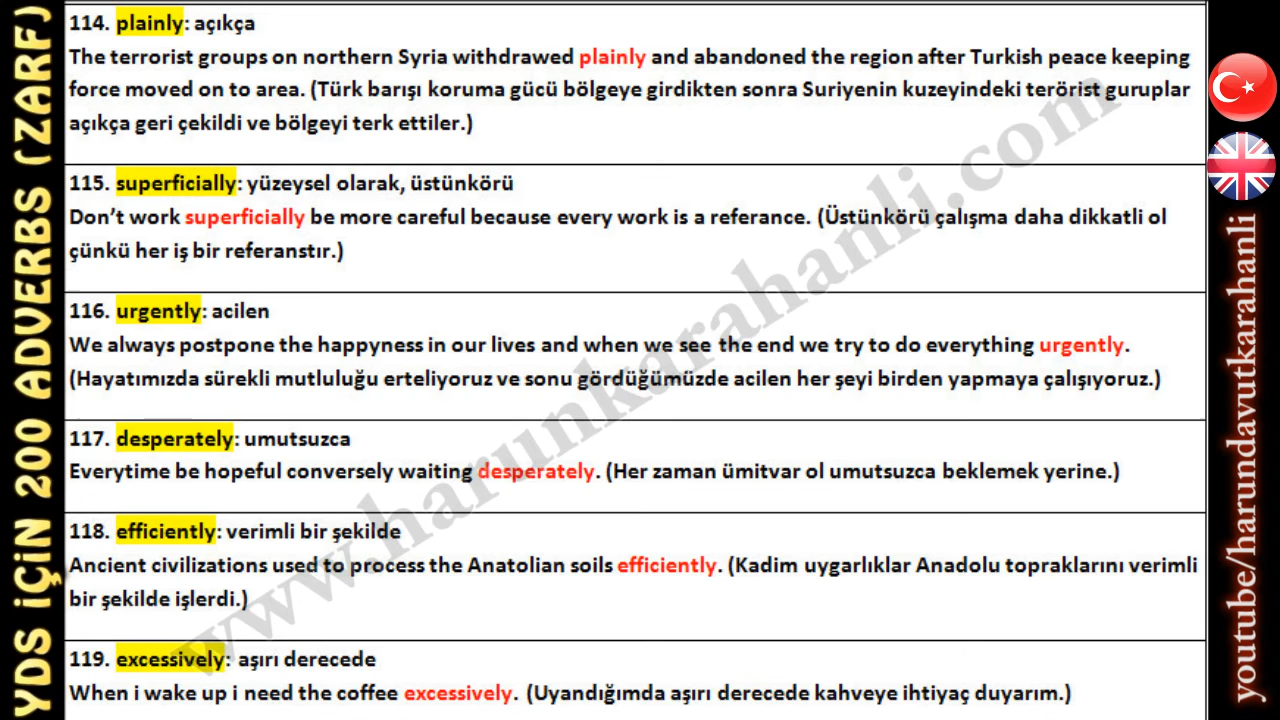 YDS İÇİN 200 ADVERBS (ZARF)
114. plainly: açıkça
The terrorist groups on northern Syria withdrawed plainly and abandoned the region after Turkish peace keeping
force moved on to area. (Türk barışı koruma gücü bölgeye girdikten sonra Suriyenin kuzeyindeki terörist guruplar
açıkça geri çekildi ve bölgeyi terk ettiler.)
115. superficially: yüzeysel olarak, üstünkörü
Don’t work superficially be more careful because every work is a referance. (Üstünkörü çalışma daha dikkatli ol
çünkü her iş bir referanstır.)
116. urgently: acilen
We always postpone the happyness in our lives and when we see the end we try to do everything urgently.
(Hayatımızda sürekli mutluluğu erteliyoruz ve sonu gördüğümüzde acilen her şeyi birden yapmaya çalışıyoruz.)
117. desperately: umutsuzca
Everytime be hopeful conversely waiting desperately. (Her zaman ümitvar ol umutsuzca beklemek yerine.)
118. efficiently: verimli bir şekilde
Ancient civilizations used to process the Anatolian soils efficiently. (Kadim uygarlıklar Anadolu topraklarını verimli
bir şekilde işlerdi.)
119. excessively: aşırı derecede
When i wake up i need the coffee excessively. (Uyandığımda aşırı derecede kahveye ihtiyaç duyarım.)
www.harunkarahanli.com
youtube/harundavutkarahanli